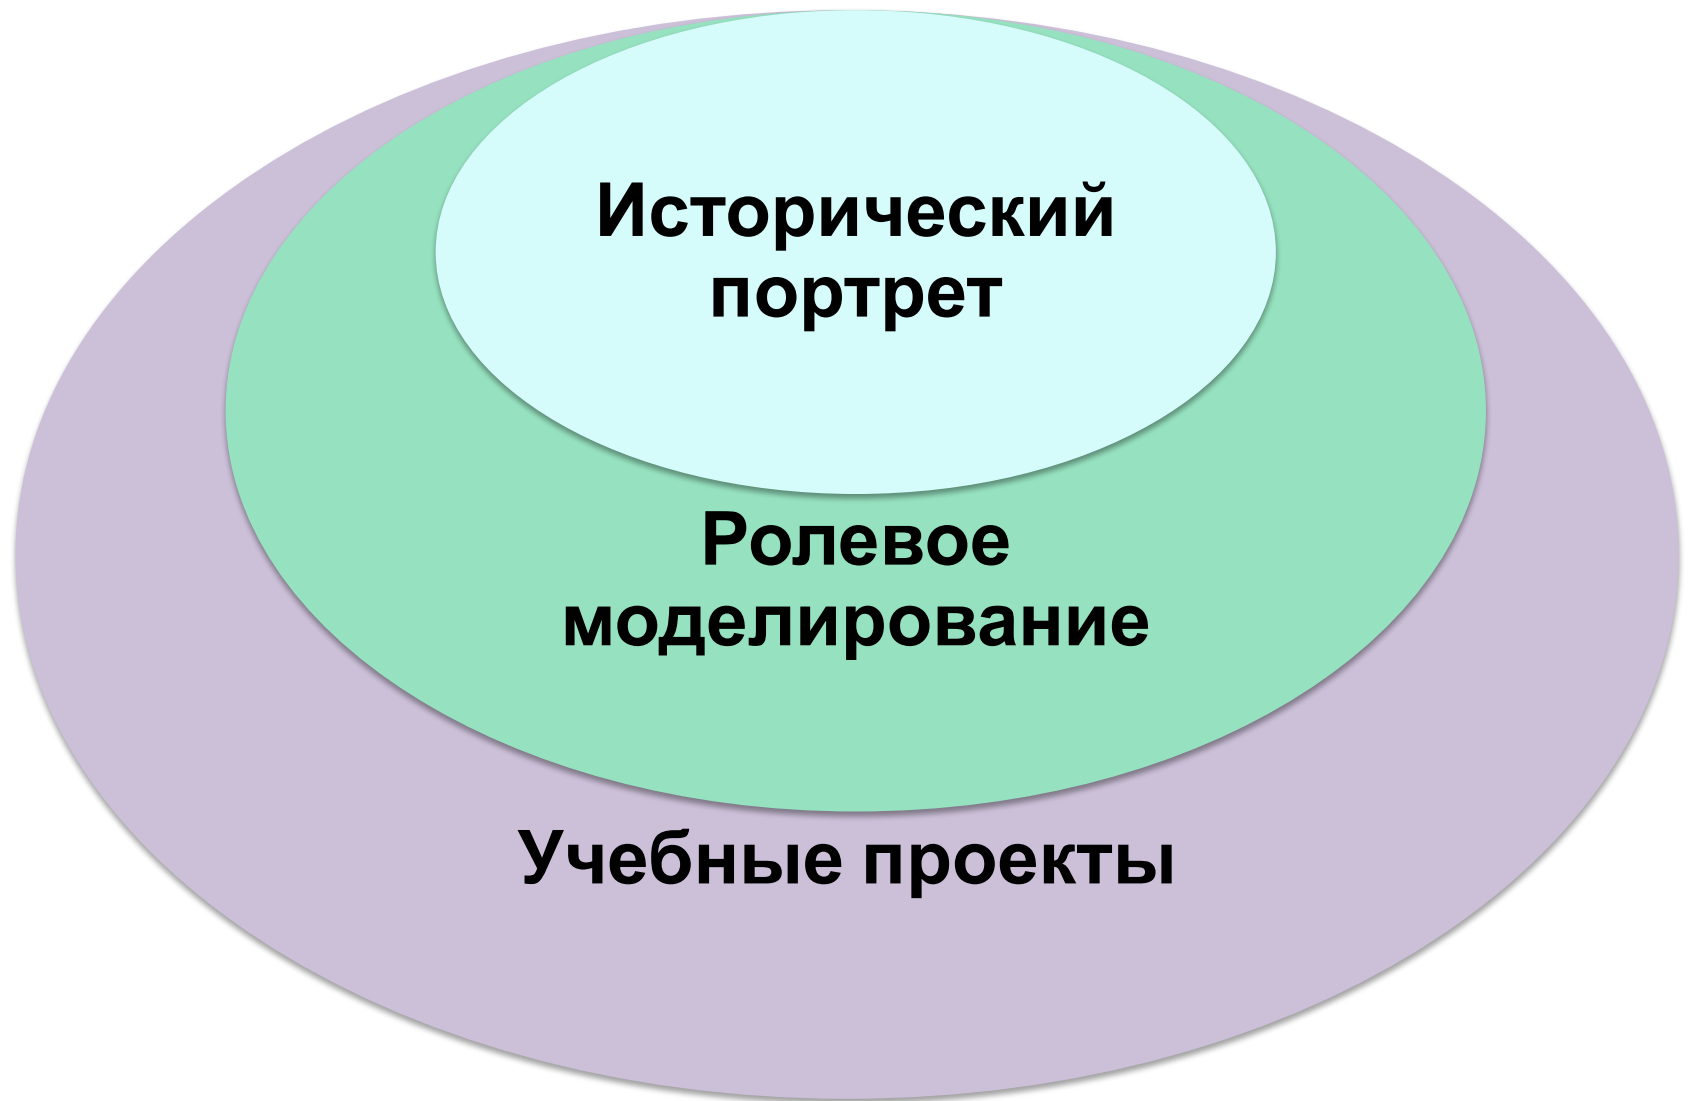 Исторический
портрет
Ролевое
моделирование
Учебные проекты